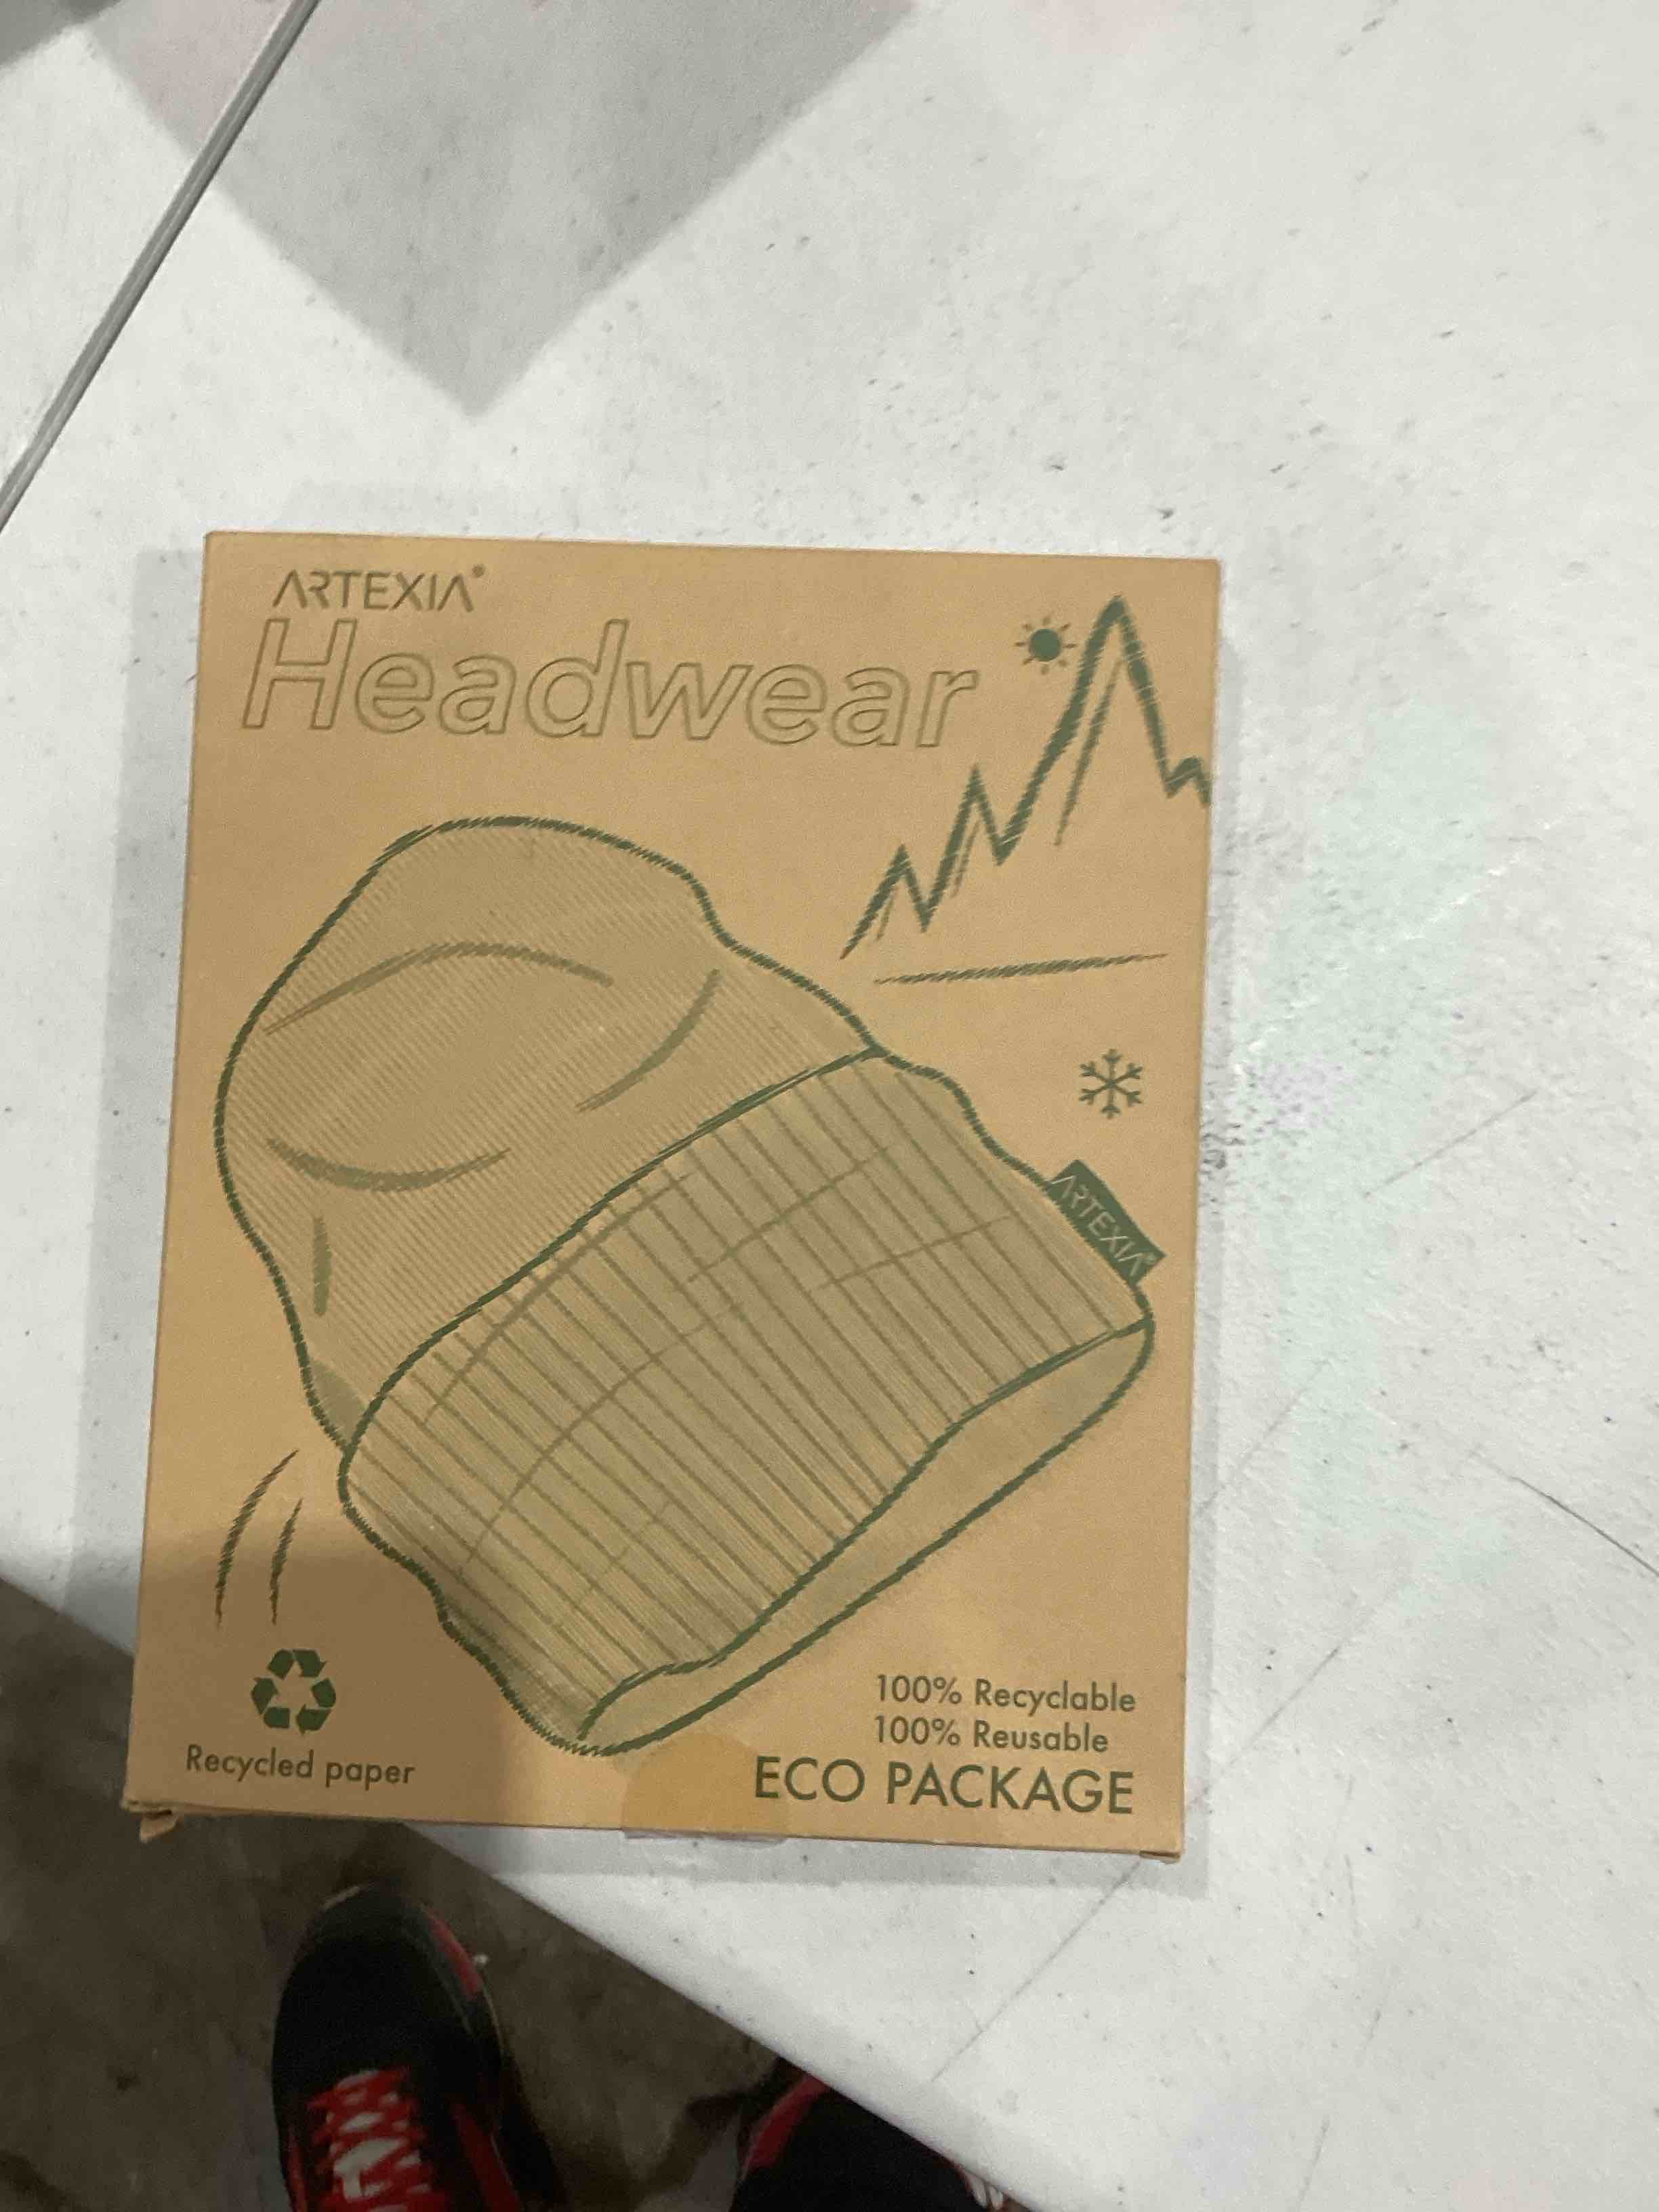 ARTEXIA®
Headwear
ARTEXIA®
100% Recyclable
100% Reusable
Recycled paper
ECO PACKAGE